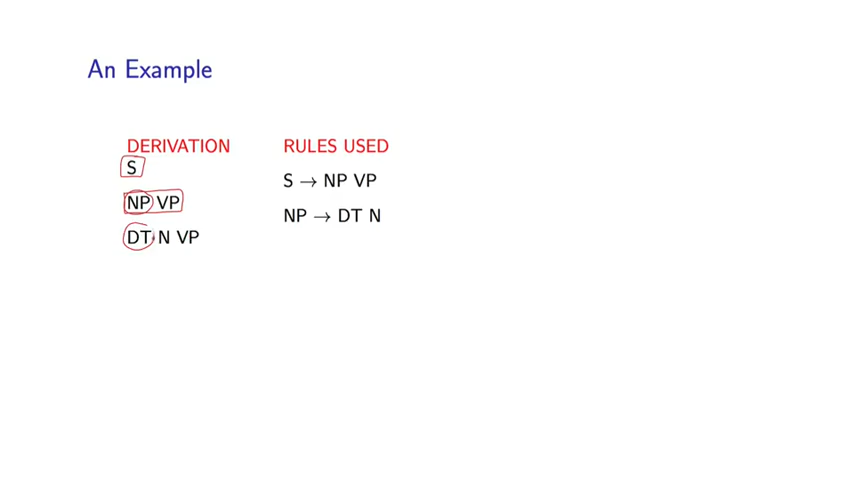 An Example
DERIVATION RULES USED
S
S → NP VP
NP VP
NP → DT N
DT N VP